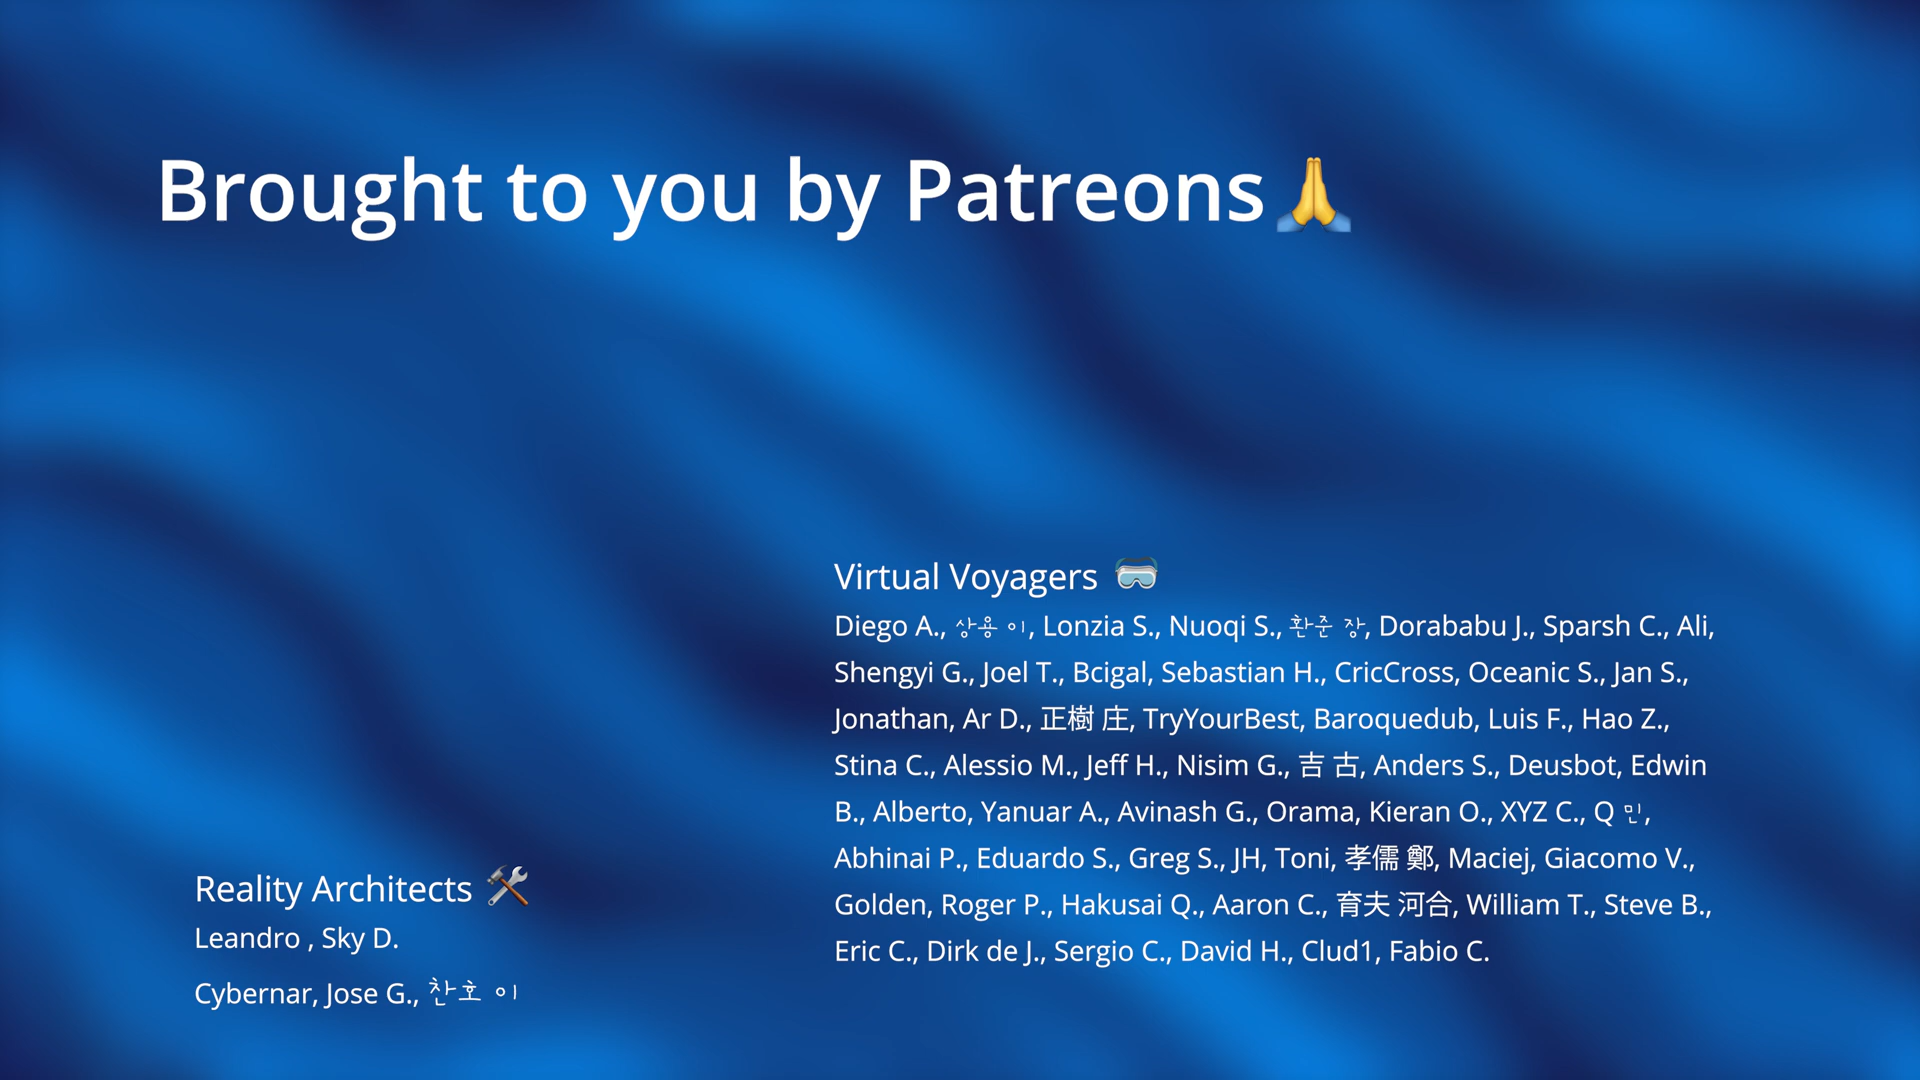 Brought to you by Patreons🙏
Virtual Voyagers 🥽
Diego A., 상용 이, Lonzia S., Nuoqi S., 환준 장, Dorababu J., Sparsh C., Ali,
Shengyi G., Joel T., Bcigal, Sebastian H., CricCross, Oceanic S., Jan S.,
Jonathan, Ar D., 正樹 庄, TryYourBest, Baroquedub, Luis F., Hao Z.,
Stina C., Alessio M., Jeff H., Nisim G., 吉 古, Anders S., Deusbot, Edwin
B., Alberto, Yanuar A., Avinash G., Orama, Kieran O., XYZ C., Q 민,
Abhinai P., Eduardo S., Greg S., JH, Toni, 孝儒 鄭, Maciej, Giacomo V.,
Golden, Roger P., Hakusai Q., Aaron C., 育夫 河合, William T., Steve B.,
Eric C., Dirk de J., Sergio C., David H., Clud1, Fabio C.
Reality Architects 🛠️
Leandro , Sky D.
Cybernar, Jose G., 찬호 이